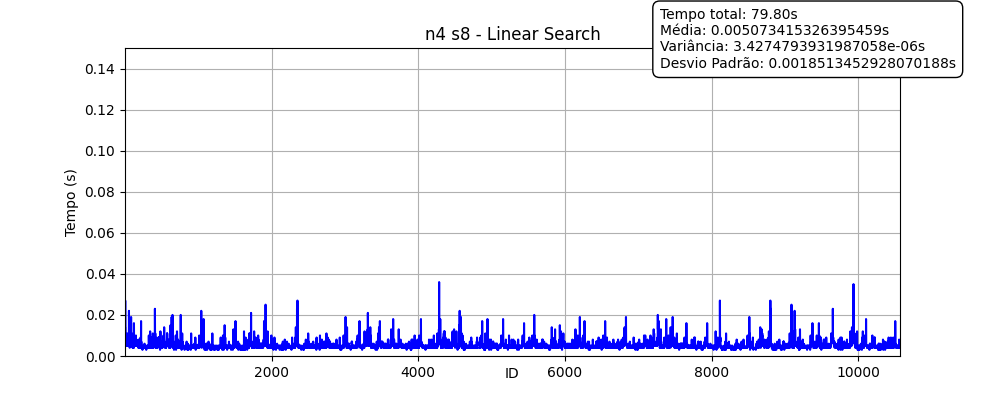 Tempo total: 79.80s
Média: 0.005073415326395459s
Variância: 3.4274793931987058e-06s
Desvio Padrão: 0.0018513452928070188s
n4 s8 - Linear Search
0.14
0.12
0.10
0.08
0.06
0.04
0.02
0.00
Tempo (s)
2000
4000
6000
8000
10000
ID